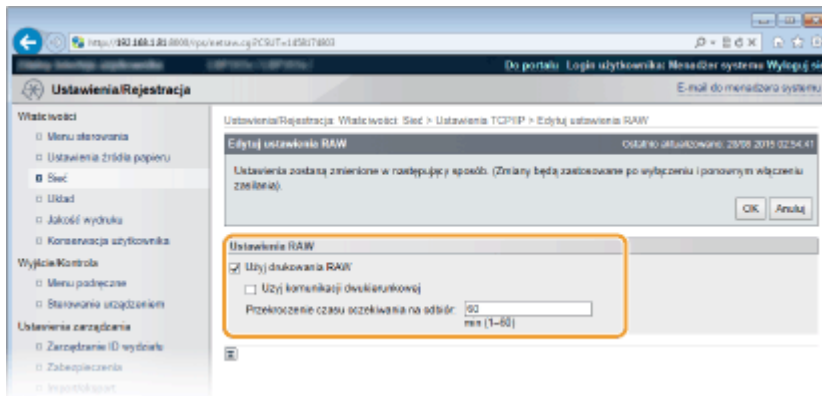 Do portalu Login użytkownika: Menadżer systemu Wyloguj się
Ustawienia/Rejestracja
E-mail do menadżera systemu
Właściwości
Menu sterowania
Ustawienia źródła papieru
Sieć
Układ
Jakość wydruku
Konserwacja użytkownika
Wyjście/Kontrola
Menu podręczne
Sterowanie urządzeniem
Ustawienia zarządzania
Zarządzanie ID wydziału
Zabezpieczenia
Import/Eksport
Ustawienia/Rejestracja: Właściwości: Sieć > Ustawienia TCP/IP > Edytuj ustawienia RAW
Edytuj ustawienia RAW
Ostatnio aktualizowano: 28/08 2015 02:54:41
Ustawienia zostaną zmienione w następujący sposób. (Zmiany będą zastosowane po wyłączeniu i ponownym włączeniu
zasilania).
OK Anuluj
Ustawienia RAW
Użyj drukowania RAW
Użyj komunikacji dwukierunkowej
Przekroczenie czasu oczekiwania na odbiór: 60
min (1–60)